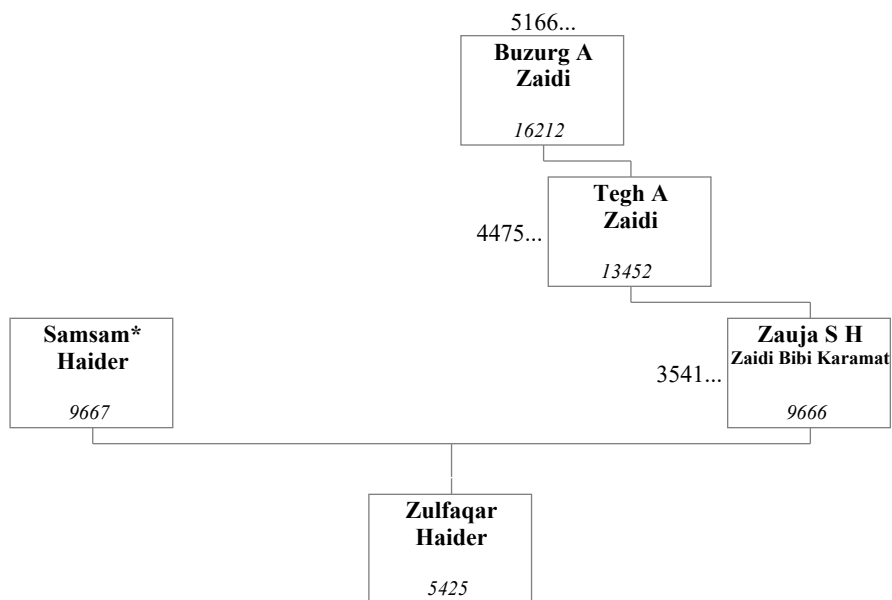 5166...
Buzurg A
Zaidi
16212
Tegh A
Zaidi
4475...
13452
Samsam*
Haider
9667
Zauja S H
Zaidi Bibi Karamat
3541...
9666
Zulfaqar
Haider
5425